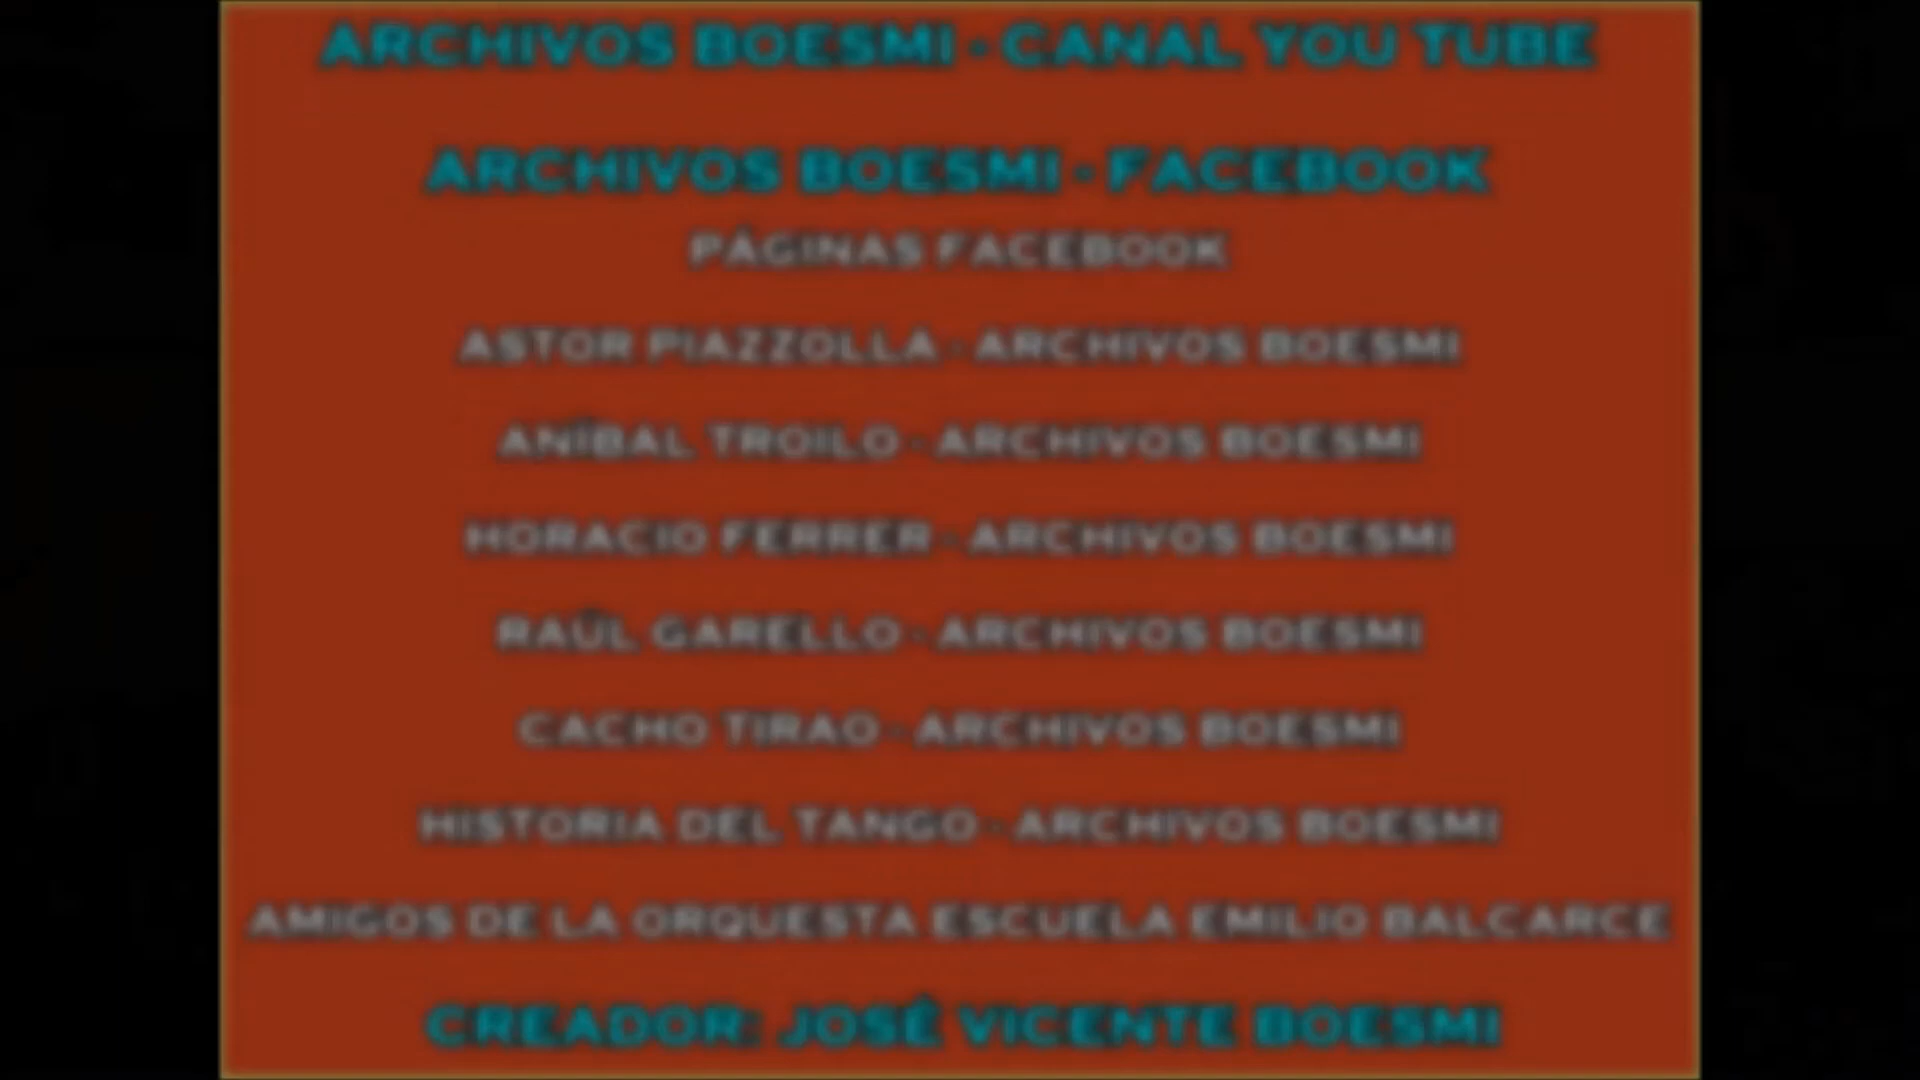 ARCHIVOS BOESMI - CANAL YOU TUBE
ARCHIVOS BOESMI - FACEBOOK
PÁGINAS FACEBOOK
ASTOR PIAZZOLLA - ARCHIVOS BOESMI
ANÍBAL TROILO - ARCHIVOS BOESMI
HORACIO FERRER - ARCHIVOS BOESMI
RAÚL GARELLO - ARCHIVOS BOESMI
CACHO TIRAO - ARCHIVOS BOESMI
HISTORIA DEL TANGO - ARCHIVOS BOESMI
AMIGOS DE LA ORQUESTA ESCUELA EMILIO BALCARCE
CREADOR: JOSÉ VICENTE BOESMI